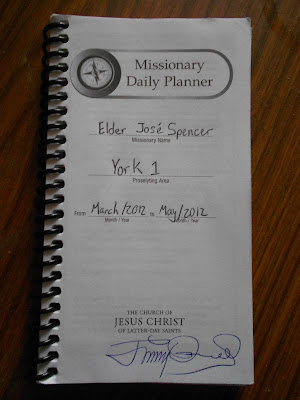 Missionary
Daily Planner
Elder José Spencer
Missionary Name
York 1
Proselyting Area
From March/2012 to May/2012
Month / Year Month / Year
THE CHURCH OF
JESUS CHRIST
OF LATTER-DAY SAINTS